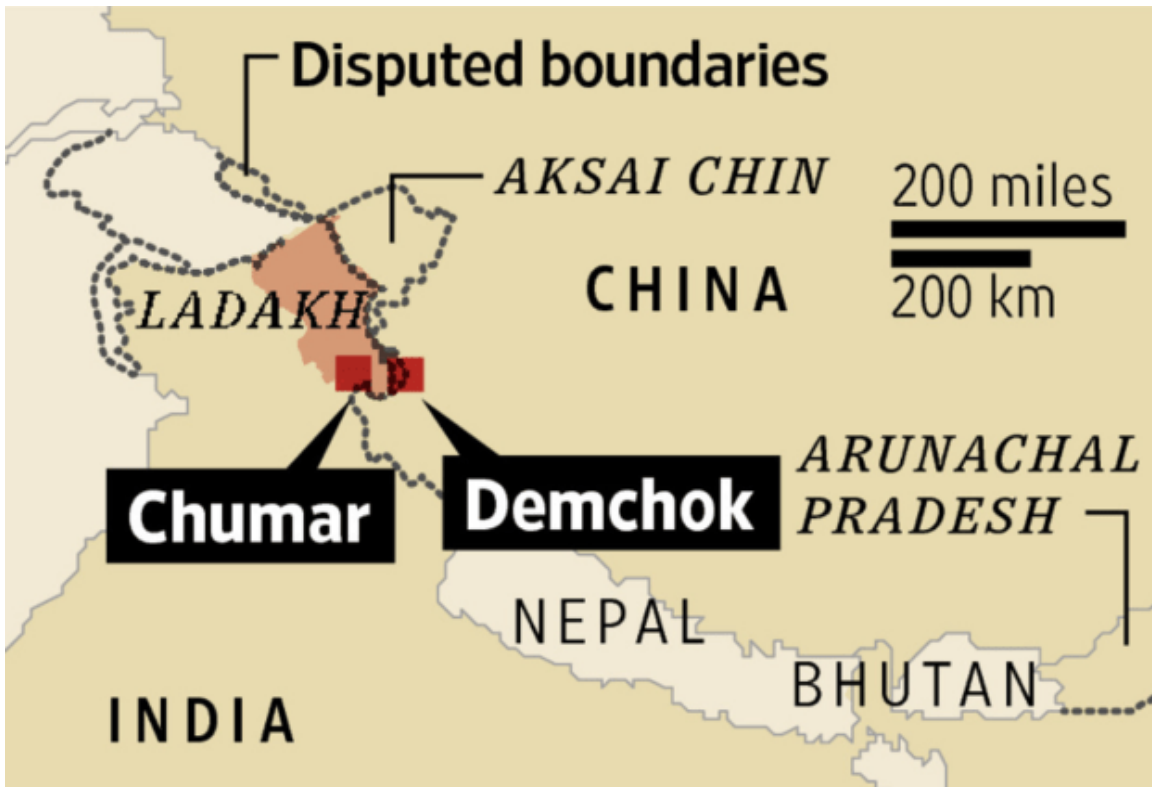 Disputed boundaries
AKSAI CHIN
200 miles
200 km
CHINA
LADAKH
Chumar
Demchok
ARUNACHAL
PRADESH
NEPAL
BHUTAN
INDIA